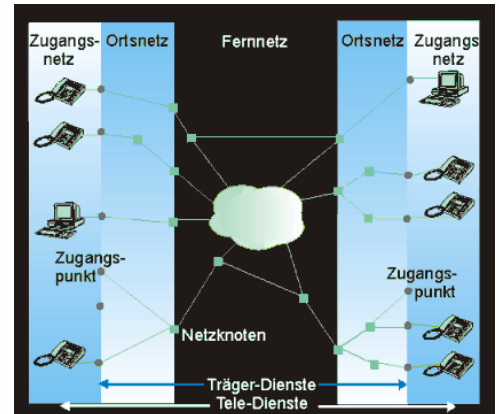 Zugangs-
netz
Ortsnetz
Fernnetz
Ortsnetz
Zugangs
netz
Zugangs-
punkt
Zugangs-
punkt
Netzknoten
Träger-Dienste
Tele-Dienste